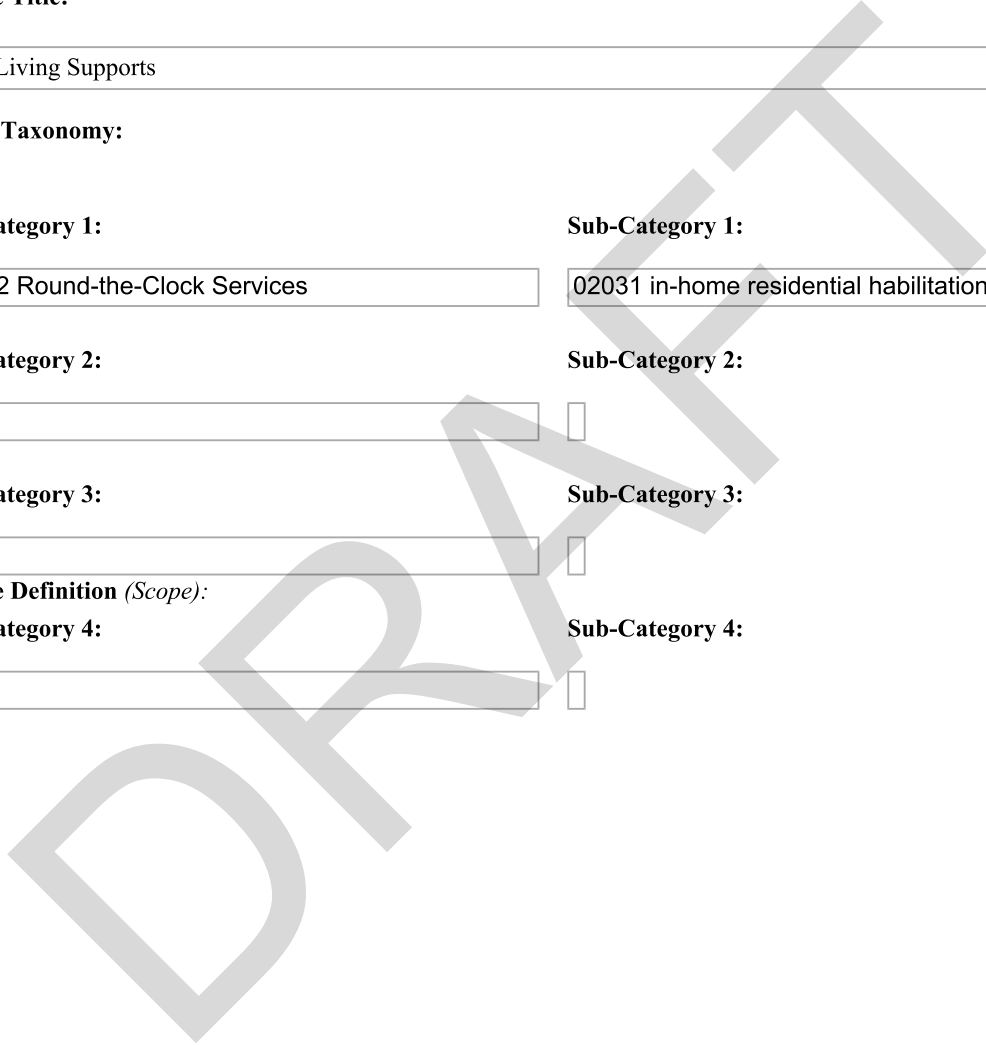 e Title:
Living Supports
Taxonomy:
ategory 1:
Sub-Category 1:
2 Round-the-Clock Services
02031 in-home residential habilitation
ategory 2:
Sub-Category 2:
ategory 3:
Sub-Category 3:
e Definition (Scope):
ategory 4:
Sub-Category 4:
DRAFT